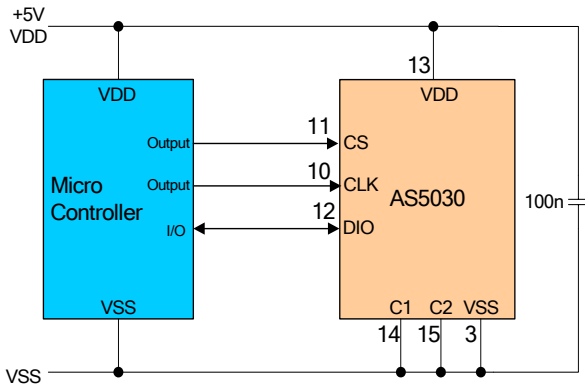 +5V
VDD
13
VDD
VDD
Output
11
CS
Output
10
CLK
Micro
Controller
AS5030
100n
I/O
12
DIO
VSS
C1
C2
VSS
14
15
3
VSS